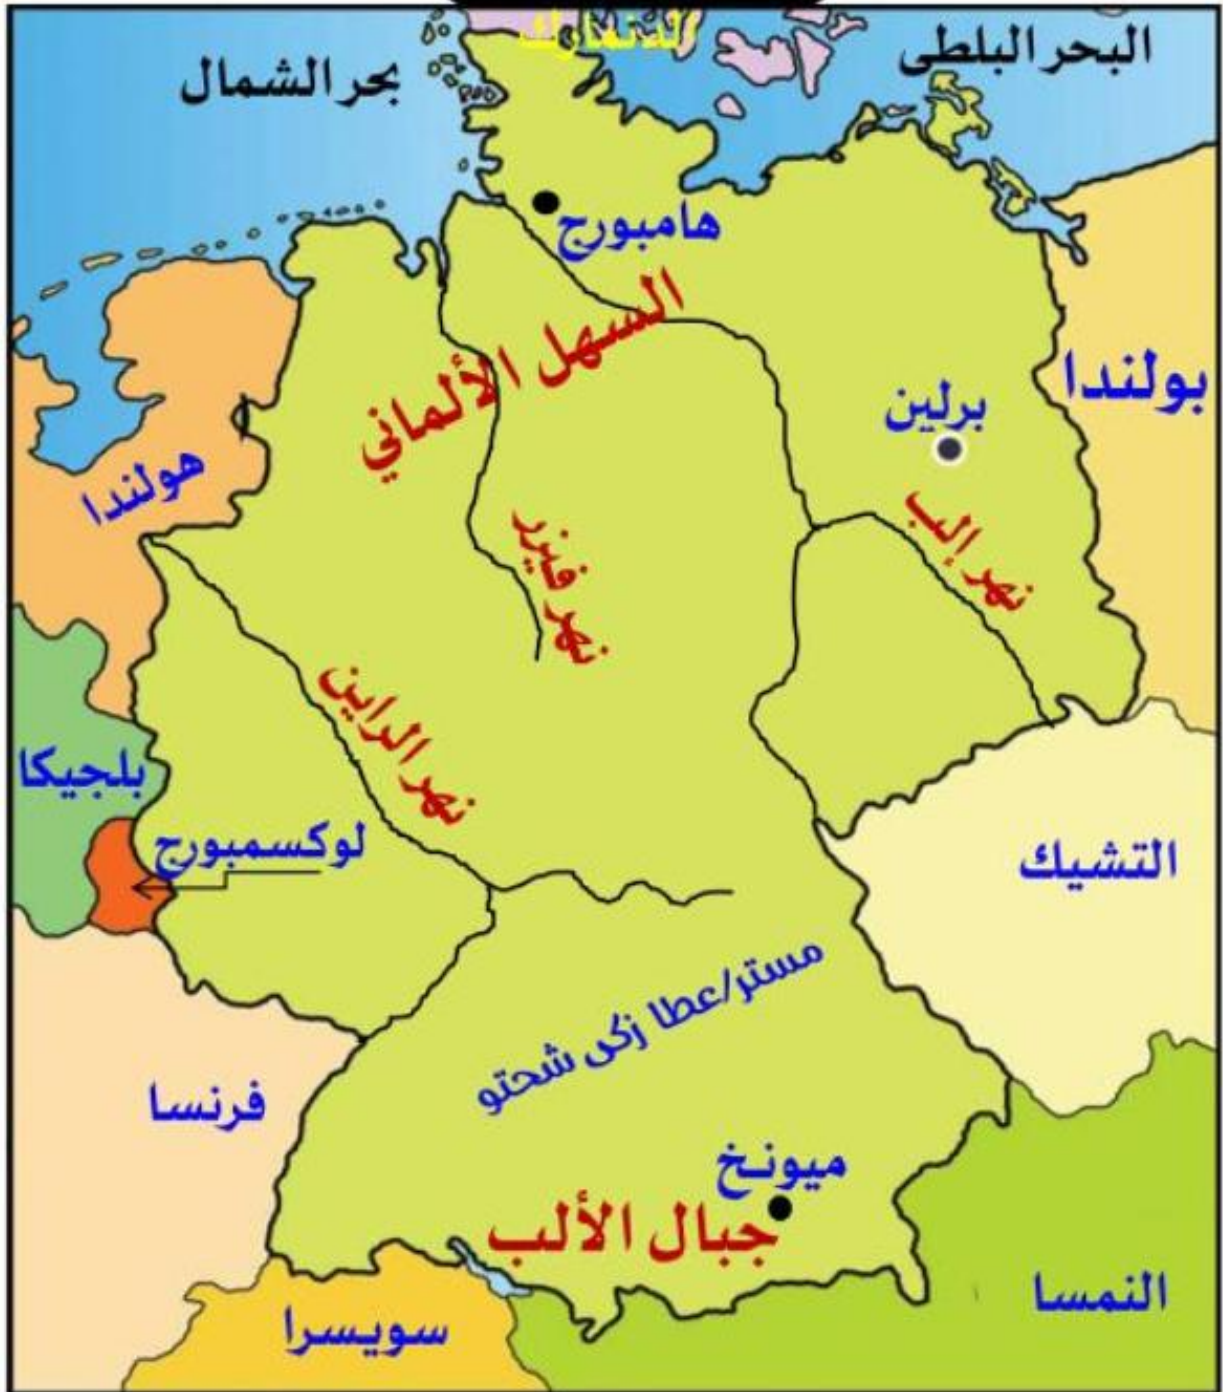 الدنمارك
البحر البلطى
بحر الشمال
هامبورج
السهل الألماني
بولندا
برلين
هولندا
نهر إلب
نهر فيزر
نهر الراين
بلجيكا
لوكسمبورج
التشيك
مستر/عطا زكى شحتو
فرنسا
ميونخ
جبال الألب
النمسا
سويسرا